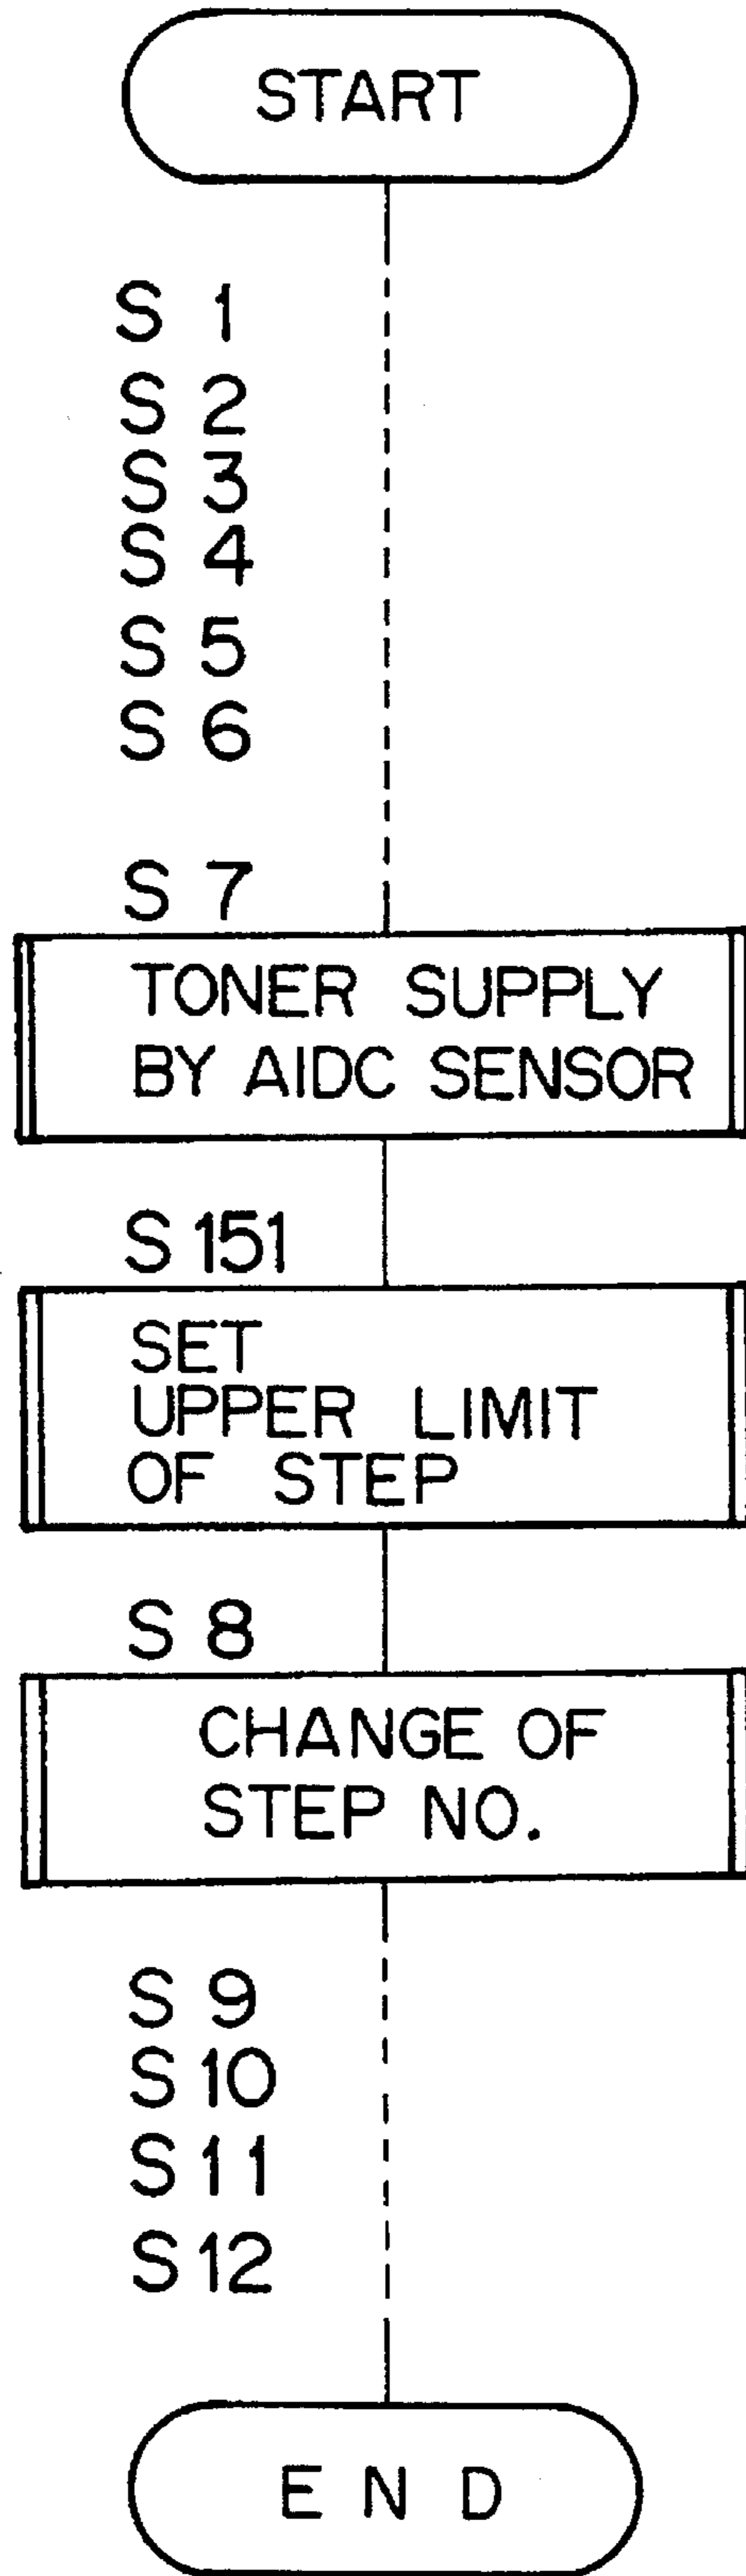 START
S 1
S 2
S 3
S 4
S 5
S 6
S 7
TONER SUPPLY
BY AIDC SENSOR
S 151
SET
UPPER LIMIT
OF STEP
S 8
CHANGE OF
STEP NO.
S 9
S 10
S 11
S 12
E N D